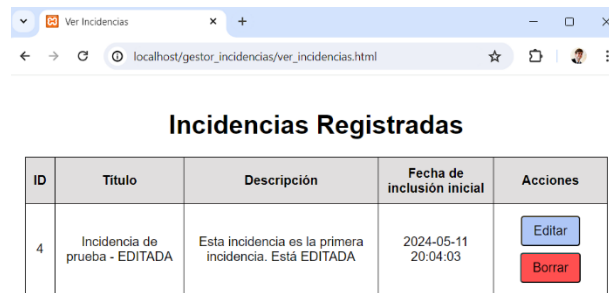 Ver Incidencias
localhost/gestor_incidencias/ver_incidencias.html
Incidencias Registradas
ID
Título
Descripción
Fecha de
inclusión inicial
Acciones
4
Incidencia de
prueba - EDITADA
Esta incidencia es la primera
incidencia. Está EDITADA
2024-05-11
20:04:03
Editar
Borrar